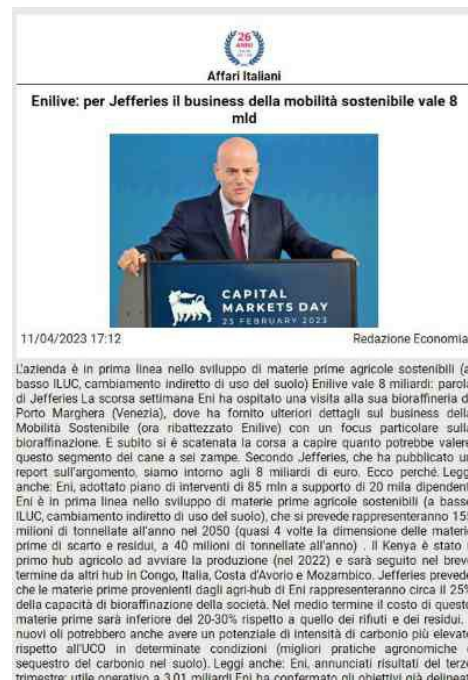 26
ANNI
Affari Italiani
Enilive: per Jefferies il business della mobilità sostenibile vale 8
mld
CAPITAL
MARKETS DAY
23 FEBRUARY 2023
11/04/2023 17:12
Redazione Economia
L'azienda è in prima linea nello sviluppo di materie prime agricole sostenibili (a
basso ILUC, cambiamento indiretto di uso del suolo) Enilive vale 8 miliardi: parola
di Jefferies La scorsa settimana Eni ha ospitato una visita alla sua bioraffineria di
Porto Marghera (Venezia), dove ha fornito ulteriori dettagli sul business della
Mobilità Sostenibile (ora ribattezzato Enilive) con un focus particolare sulla
bioraffinazione. E subito si è scatenata la corsa a capire quanto potrebbe valere
questo segmento del cane a sei zampe. Secondo Jefferies, che ha pubblicato un
report sull'argomento, siamo intorno agli 8 miliardi di euro. Ecco perché. Leggi
anche: Eni, adottato piano di interventi di 85 mln a supporto di 20 mila dipendenti
Eni è in prima linea nello sviluppo di materie prime agricole sostenibili (a basso
ILUC, cambiamento indiretto di uso del suolo), che si prevede rappresenteranno 155
milioni di tonnellate all'anno nel 2050 (quasi 4 volte la dimensione delle materie
prime di scarto e residui, a 40 milioni di tonnellate all'anno) . Il Kenya è stato il
primo hub agricolo ad avviare la produzione (nel 2022) e sarà seguito nel breve
termine da altri hub in Congo, Italia, Costa d'Avorio e Mozambico. Jefferies prevede
che le materie prime provenienti dagli agri-hub di Eni rappresenteranno circa il 25%
della capacità di bioraffinazione della società. Nel medio termine il costo di queste
materie prime sarà inferiore del 20-30% rispetto a quello dei rifiuti e dei residui. I
nuovi oli potrebbero anche avere un potenziale di intensità di carbonio più elevato
rispetto all'UCO in determinate condizioni (migliori pratiche agronomiche e
sequestro del carbonio nel suolo). Leggi anche: Eni, annunciati risultati del terzo
trimestre: utile operativo a 3,01 miliardi Eni ha confermato gli obiettivi già delineati